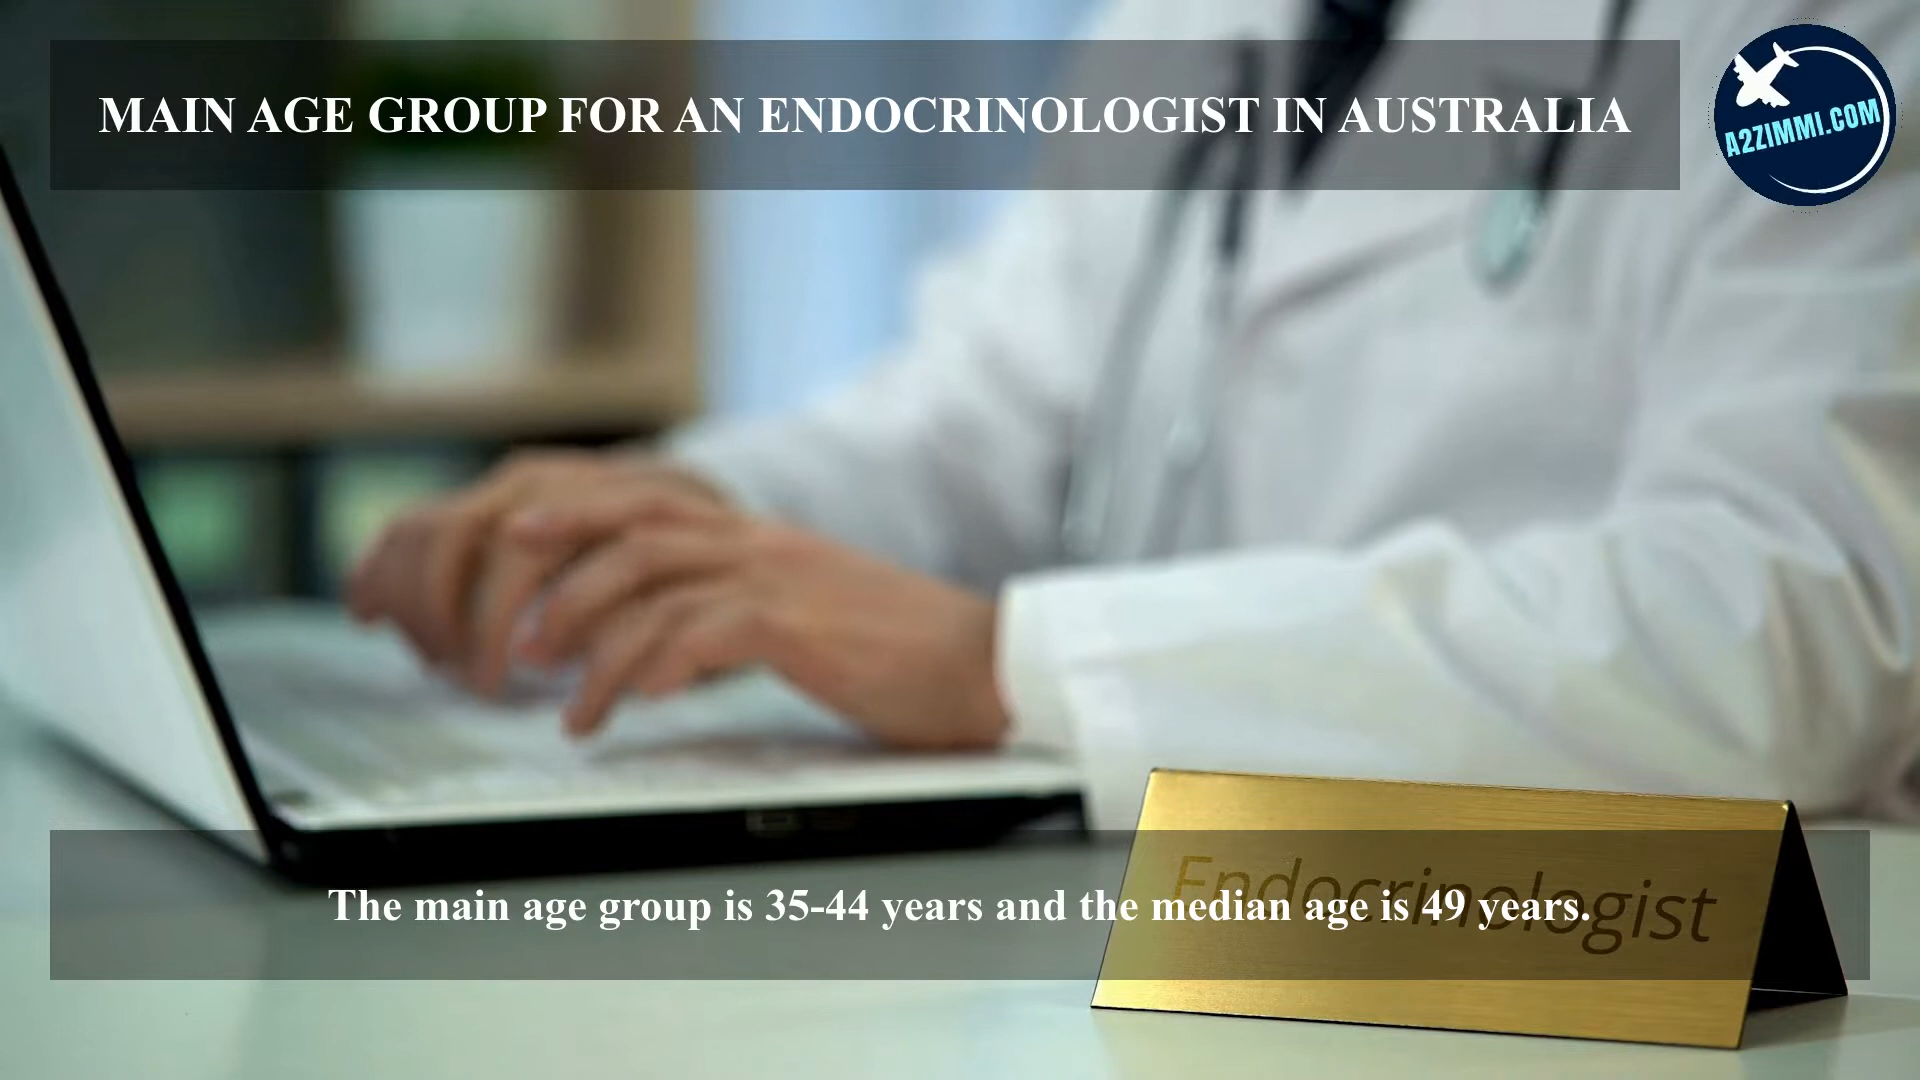 MAIN AGE GROUP FOR AN ENDOCRINOLOGIST IN AUSTRALIA
A2ZIMMI.COM
The main age group is 35-44 years and the median age is 49 years.
Endocrinologist